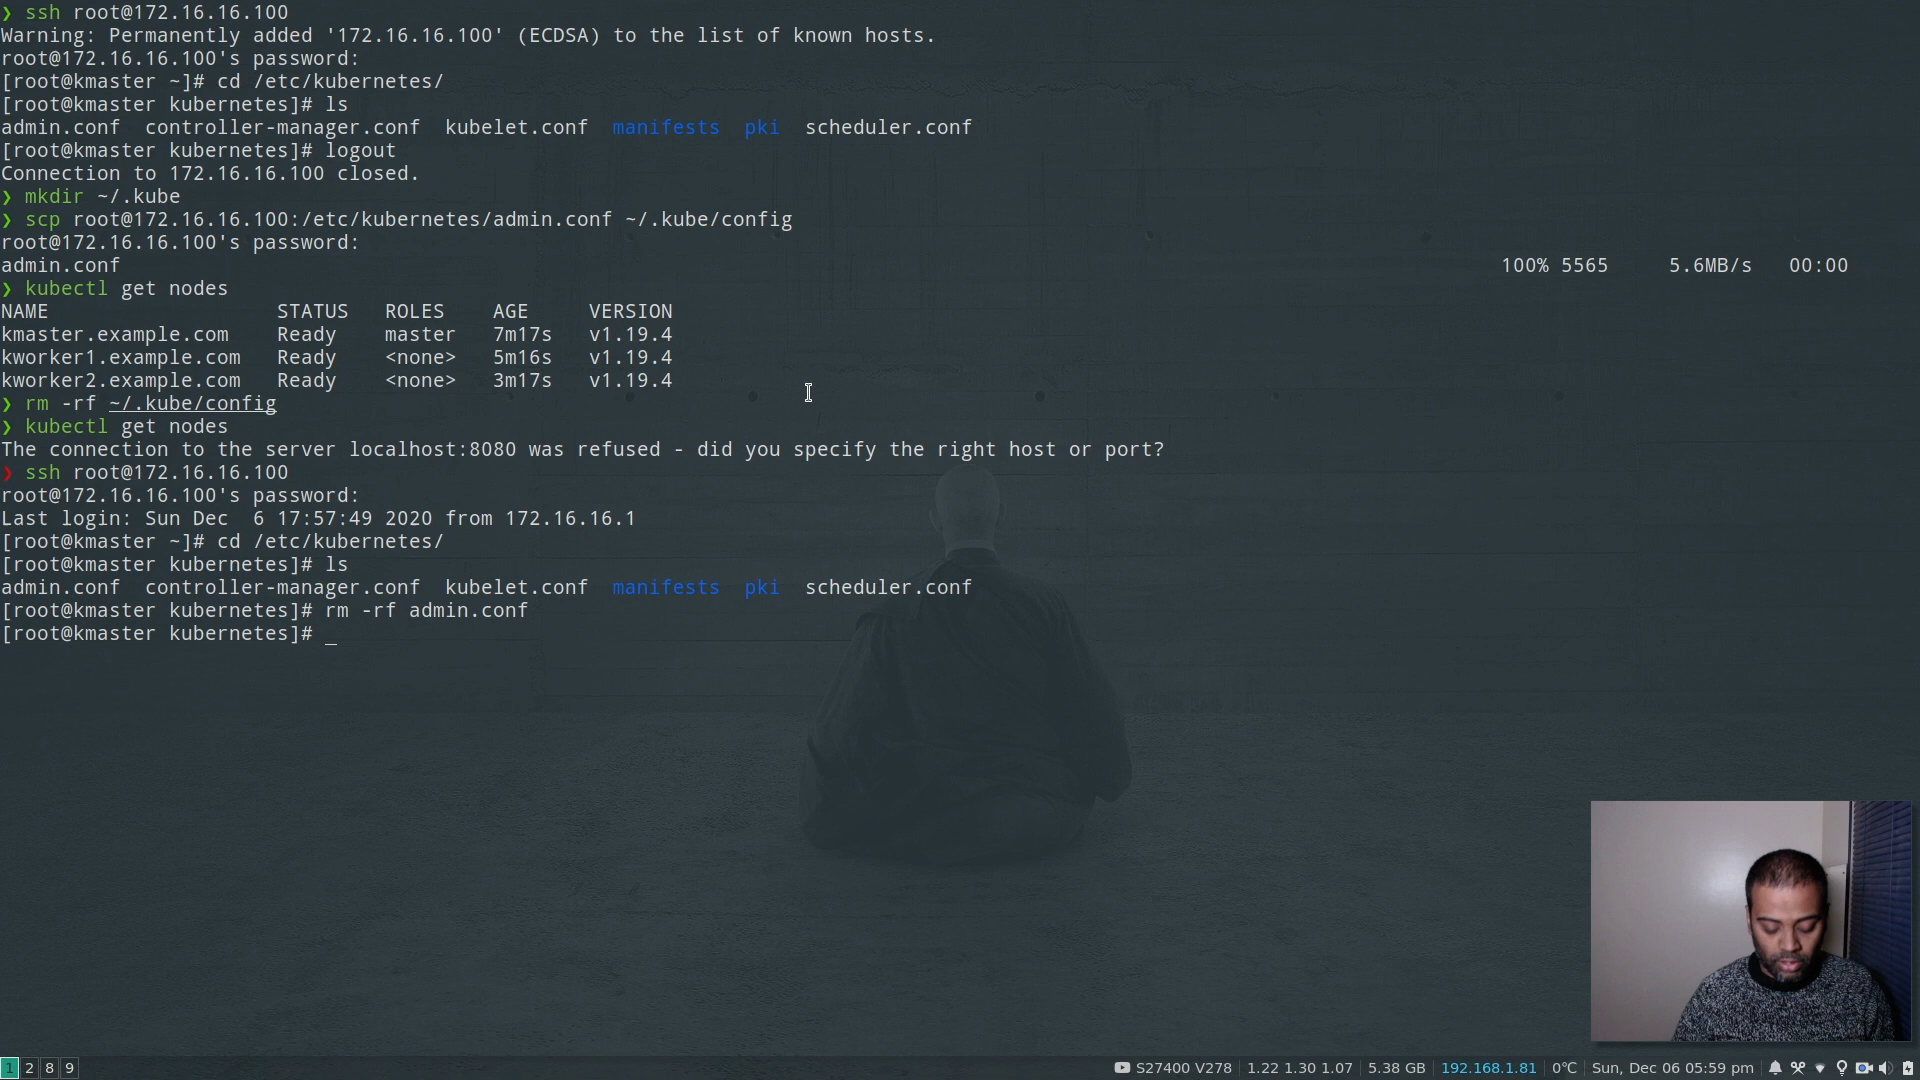 ❯ ssh root@172.16.16.100
Warning: Permanently added '172.16.16.100' (ECDSA) to the list of known hosts.
root@172.16.16.100's password:
[root@kmaster ~]# cd /etc/kubernetes/
[root@kmaster kubernetes]# ls
admin.conf  controller-manager.conf  kubelet.conf  manifests  pki  scheduler.conf
[root@kmaster kubernetes]# logout
Connection to 172.16.16.100 closed.
❯ mkdir ~/.kube
❯ scp root@172.16.16.100:/etc/kubernetes/admin.conf ~/.kube/config
root@172.16.16.100's password:
admin.conf 100% 5565 5.6MB/s 00:00
❯ kubectl get nodes
NAME STATUS ROLES AGE VERSION
kmaster.example.com Ready master 7m17s v1.19.4
kworker1.example.com Ready <none> 5m16s v1.19.4
kworker2.example.com Ready <none> 3m17s v1.19.4
❯ rm -rf ~/.kube/config
❯ kubectl get nodes
The connection to the server localhost:8080 was refused - did you specify the right host or port?
❯ ssh root@172.16.16.100
root@172.16.16.100's password:
Last login: Sun Dec  6 17:57:49 2020 from 172.16.16.1
[root@kmaster ~]# cd /etc/kubernetes/
[root@kmaster kubernetes]# ls
admin.conf  controller-manager.conf  kubelet.conf  manifests  pki  scheduler.conf
[root@kmaster kubernetes]# rm -rf admin.conf
[root@kmaster kubernetes]# _
1 2 8 9 S27400 V278 1.22 1.30 1.07 5.38 GB 192.168.1.81 0°C Sun, Dec 06 05:59 pm